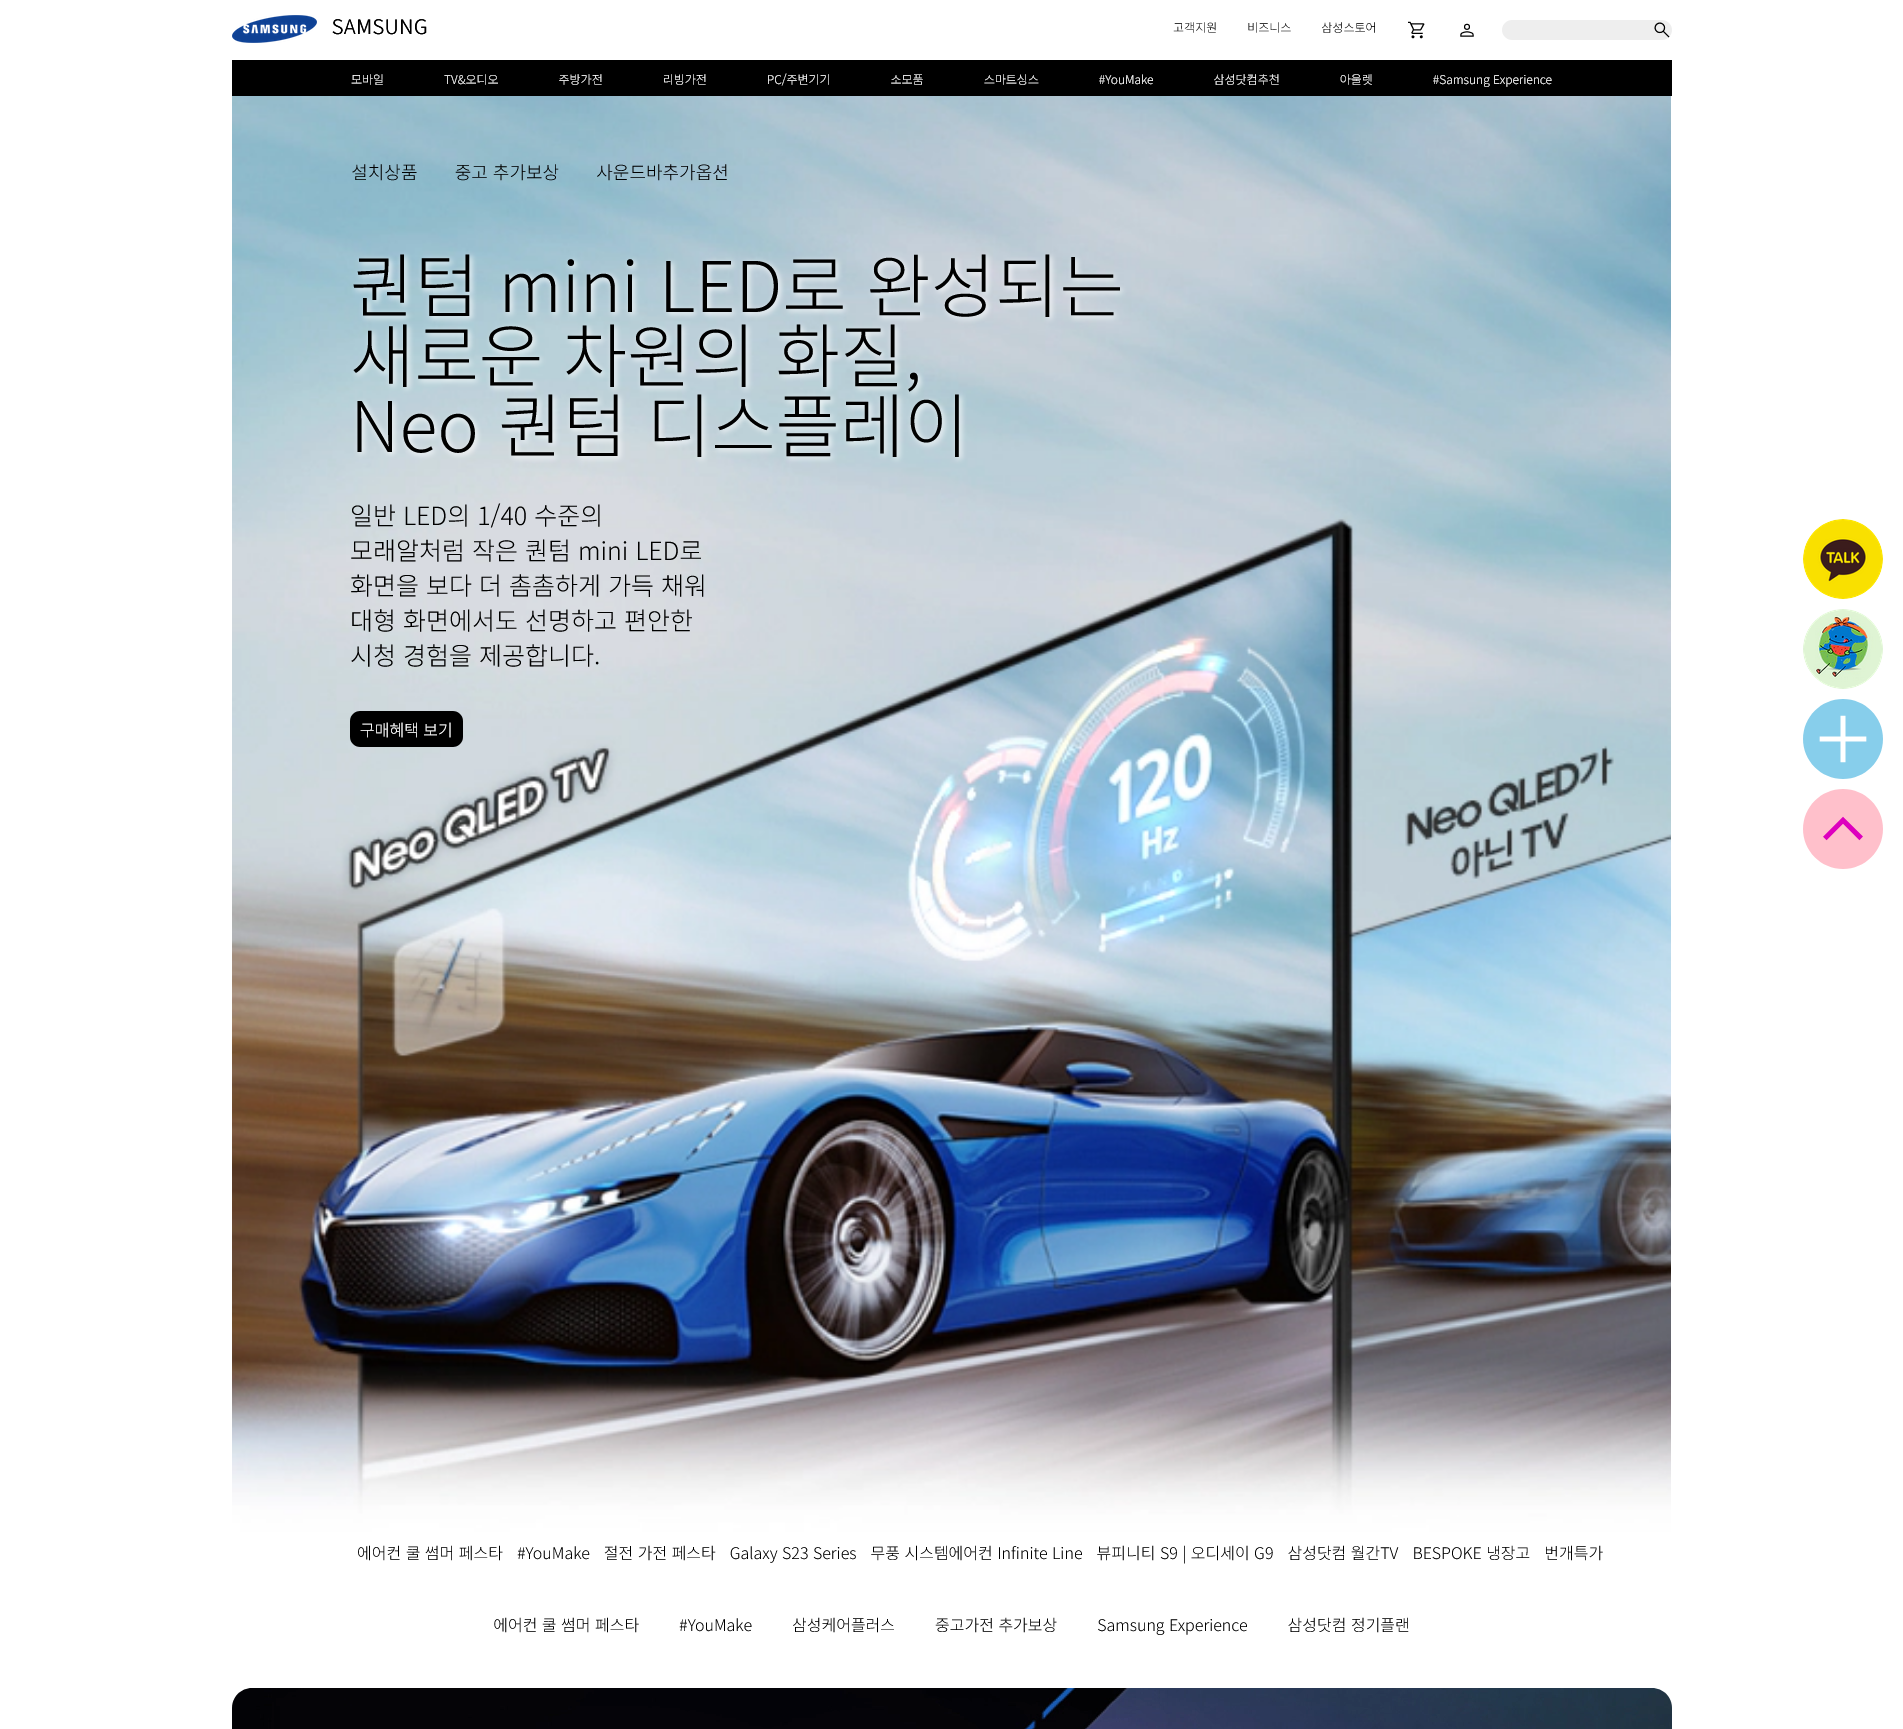 SAMSUNG
SAMSUNG
고객지원
비즈니스
삼성스토어
모바일
TV&오디오
주방가전
리빙가전
PC/주변기기
소모품
스마트싱스
#YouMake
삼성닷컴추천
아울렛
#Samsung Experience
설치상품
중고 추가보상
사운드바추가옵션
퀀텀 mini LED로 완성되는
새로운 차원의 화질,
Neo 퀀텀 디스플레이
일반 LED의 1/40 수준의
모래알처럼 작은 퀀텀 mini LED로
화면을 보다 더 촘촘하게 가득 채워
대형 화면에서도 선명하고 편안한
시청 경험을 제공합니다.
구매혜택 보기
TALK
Neo QLED TV
120
Hz
Neo QLED가
아닌 TV
에어컨 쿨 썸머 페스타
#YouMake
절전 가전 페스타
Galaxy S23 Series
무풍 시스템에어컨 Infinite Line
뷰피니티 S9 | 오디세이 G9
삼성닷컴 월간TV
BESPOKE 냉장고
번개특가
에어컨 쿨 썸머 페스타
#YouMake
삼성케어플러스
중고가전 추가보상
Samsung Experience
삼성닷컴 정기플랜